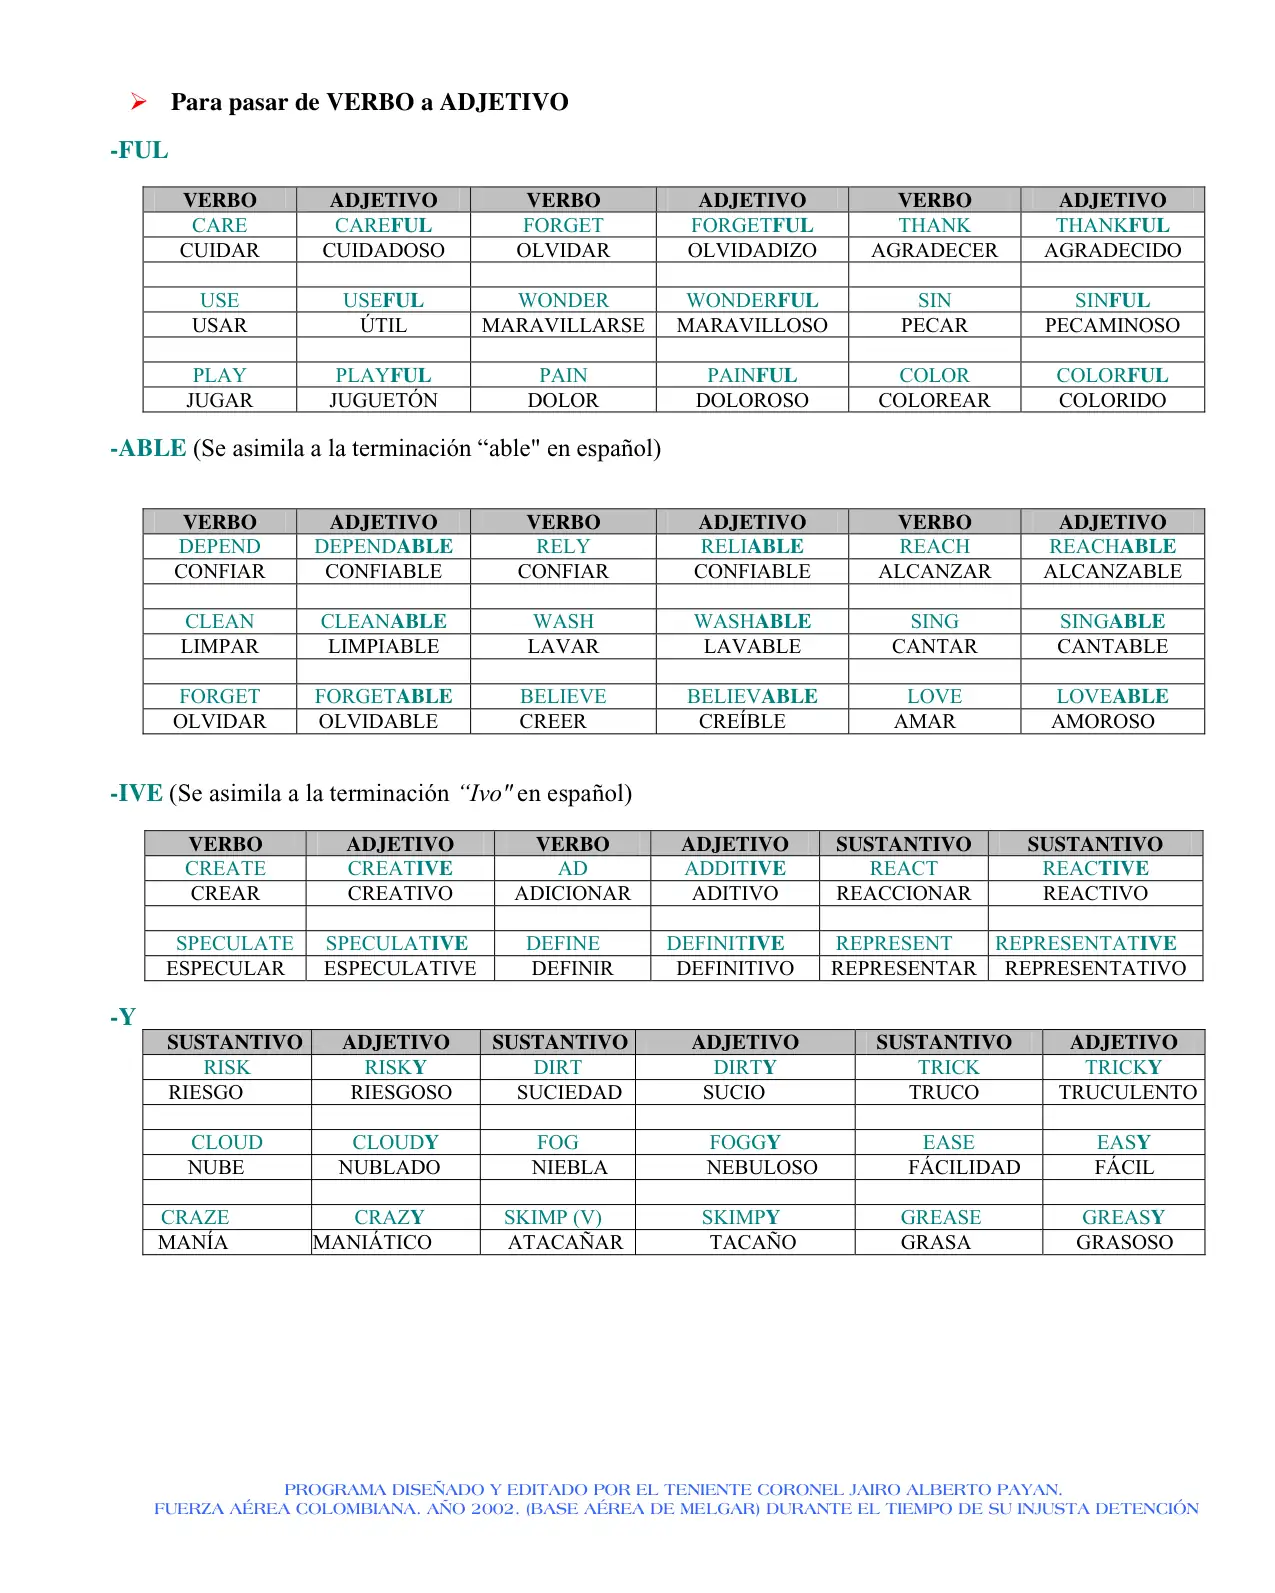 ➢ Para pasar de VERBO a ADJETIVO
-FUL
VERBO ADJETIVO VERBO ADJETIVO VERBO ADJETIVO
CARE CAREFUL FORGET FORGETFUL THANK THANKFUL
CUIDAR CUIDADOSO OLVIDAR OLVIDADIZO AGRADECER AGRADECIDO
USE USEFUL WONDER WONDERFUL SIN SINFUL
USAR ÚTIL MARAVILLARSE MARAVILLOSO PECAR PECAMINOSO
PLAY PLAYFUL PAIN PAINFUL COLOR COLORFUL
JUGAR JUGUETÓN DOLOR DOLOROSO COLOREAR COLORIDO
-ABLE (Se asimila a la terminación “able" en español)
VERBO ADJETIVO VERBO ADJETIVO VERBO ADJETIVO
DEPEND DEPENDABLE RELY RELIABLE REACH REACHABLE
CONFIAR CONFIABLE CONFIAR CONFIABLE ALCANZAR ALCANZABLE
CLEAN CLEANABLE WASH WASHABLE SING SINGABLE
LIMPAR LIMPIABLE LAVAR LAVABLE CANTAR CANTABLE
FORGET FORGETABLE BELIEVE BELIEVABLE LOVE LOVEABLE
OLVIDAR OLVIDABLE CREER CREÍBLE AMAR AMOROSO
-IVE (Se asimila a la terminación “Ivo" en español)
VERBO ADJETIVO VERBO ADJETIVO SUSTANTIVO SUSTANTIVO
CREATE CREATIVE AD ADDITIVE REACT REACTIVE
CREAR CREATIVO ADICIONAR ADITIVO REACCIONAR REACTIVO
SPECULATE SPECULATIVE DEFINE DEFINITIVE REPRESENT REPRESENTATIVE
ESPECULAR ESPECULATIVE DEFINIR DEFINITIVO REPRESENTAR REPRESENTATIVO
-Y
SUSTANTIVO ADJETIVO SUSTANTIVO ADJETIVO SUSTANTIVO ADJETIVO
RISK RISKY DIRT DIRTY TRICK TRICKY
RIESGO RIESGOSO SUCIEDAD SUCIO TRUCO TRUCULENTO
CLOUD CLOUDY FOG FOGGY EASE EASY
NUBE NUBLADO NIEBLA NEBULOSO FÁCILIDAD FÁCIL
CRAZE CRAZY SKIMP (V) SKIMPY GREASE GREASY
MANÍA MANIÁTICO ATACAÑAR TACAÑO GRASA GRASOSO
PROGRAMA DISEÑADO Y EDITADO POR EL TENIENTE CORONEL JAIRO ALBERTO PAYAN.
FUERZA AÉREA COLOMBIANA. AÑO 2002. (BASE AÉREA DE MELGAR) DURANTE EL TIEMPO DE SU INJUSTA DETENCIÓN